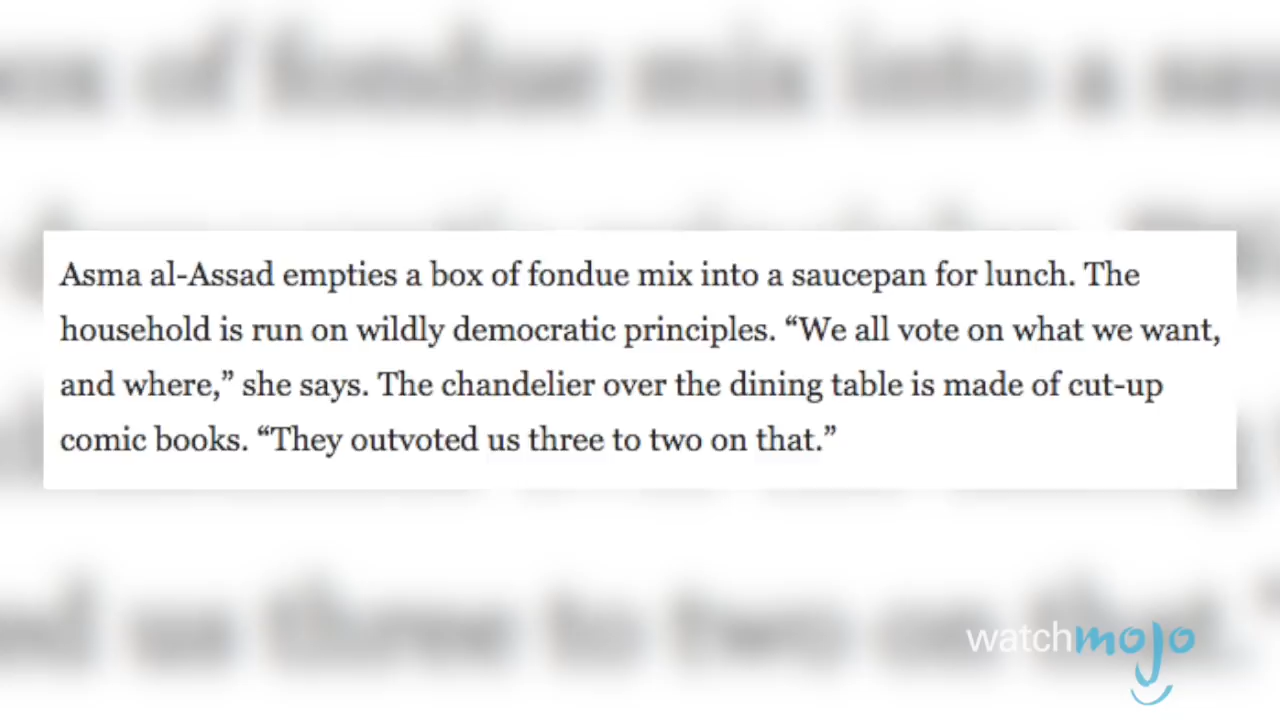 Asma al-Assad empties a box of fondue mix into a saucepan for lunch. The
household is run on wildly democratic principles. “We all vote on what we want,
and where,” she says. The chandelier over the dining table is made of cut-up
comic books. “They outvoted us three to two on that.”
watchmojo